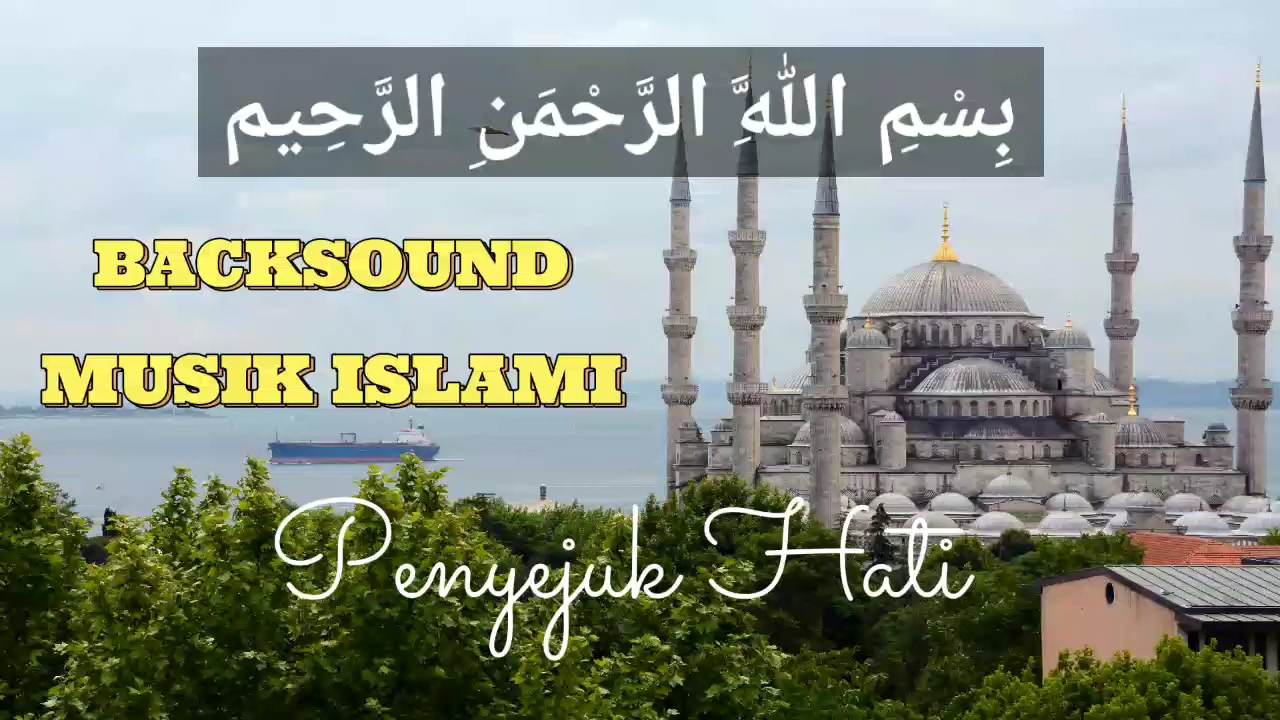 بِسْمِ اللّهَِ الرَّحْمَنِ الرَّحِيم
BACKSOUND
MUSIK ISLAMI
Penyejuk Hati